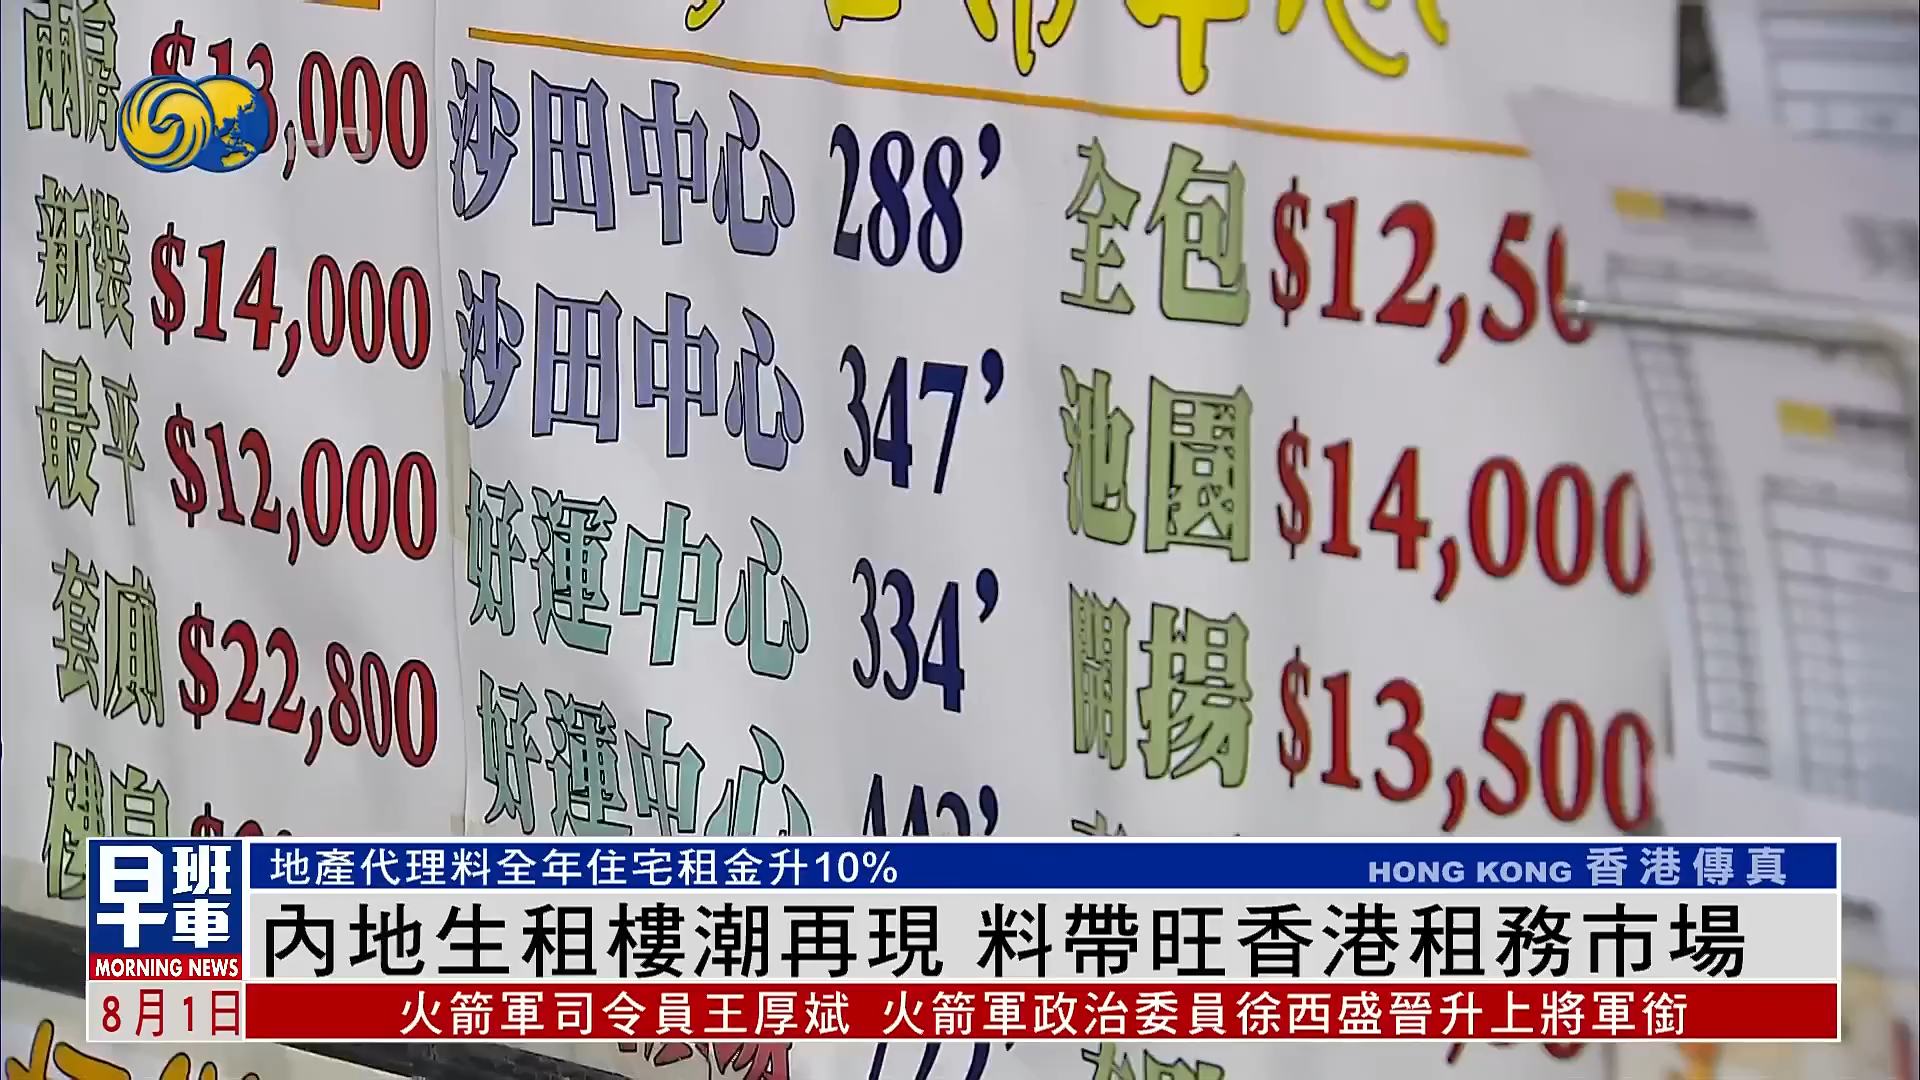 兩房 $13,000
新裝 $14,000
最平 $12,000
套廁 $22,800
沙田中心 288’ 全包 $12,50
沙田中心 347’ 池園 $14,000
好運中心 334’ 開揚 $13,500
好運中心 442’
地產代理料全年住宅租金升10%
HONG KONG 香港傳真
早班車
MORNING NEWS
內地生租樓潮再現 料帶旺香港租務市場
8月1日
火箭軍司令員王厚斌 火箭軍政治委員徐西盛晉升上將軍銜